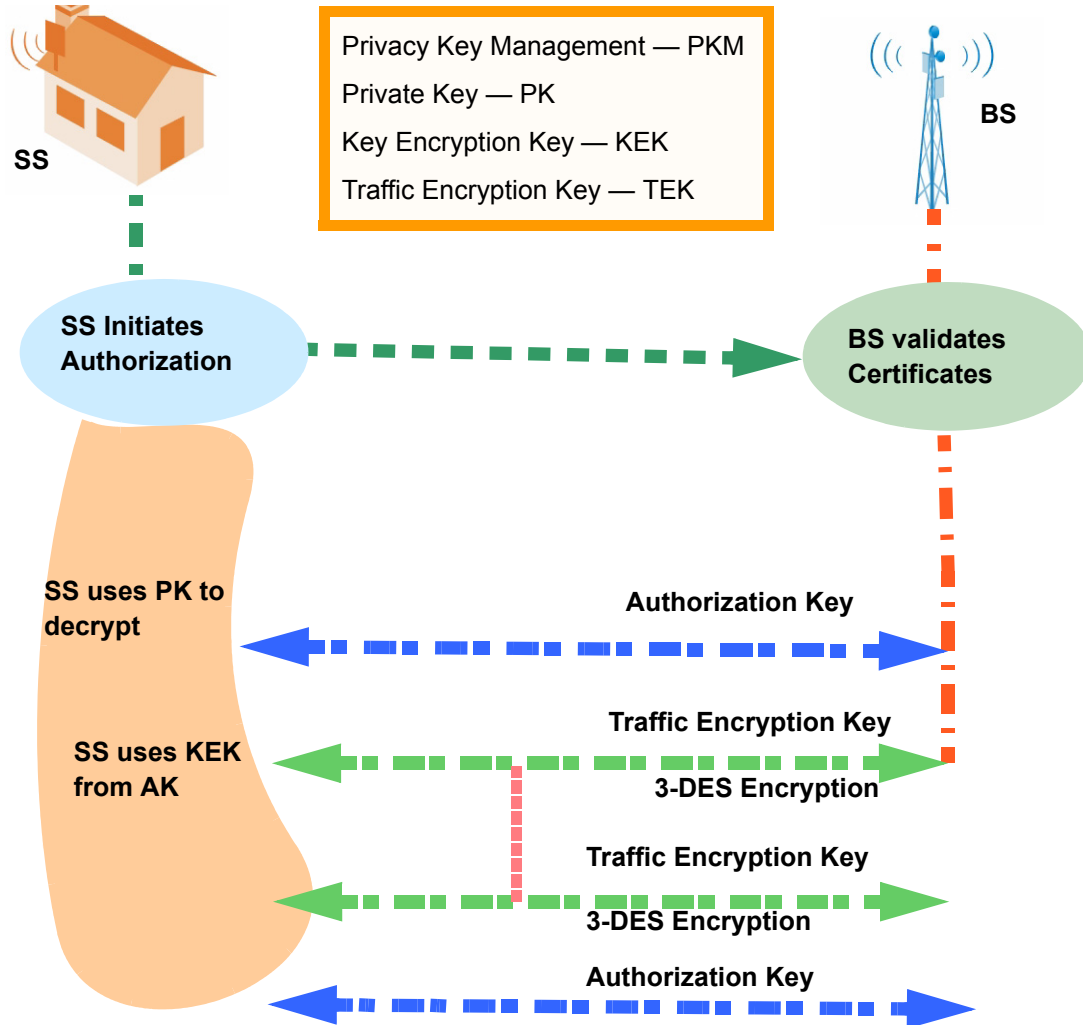 Privacy Key Management — PKM
Private Key — PK
Key Encryption Key — KEK
Traffic Encryption Key — TEK
SS
BS
SS Initiates
Authorization
BS validates
Certificates
SS uses PK to
decrypt
Authorization Key
Traffic Encryption Key
SS uses KEK
from AK
3-DES Encryption
Traffic Encryption Key
3-DES Encryption
Authorization Key